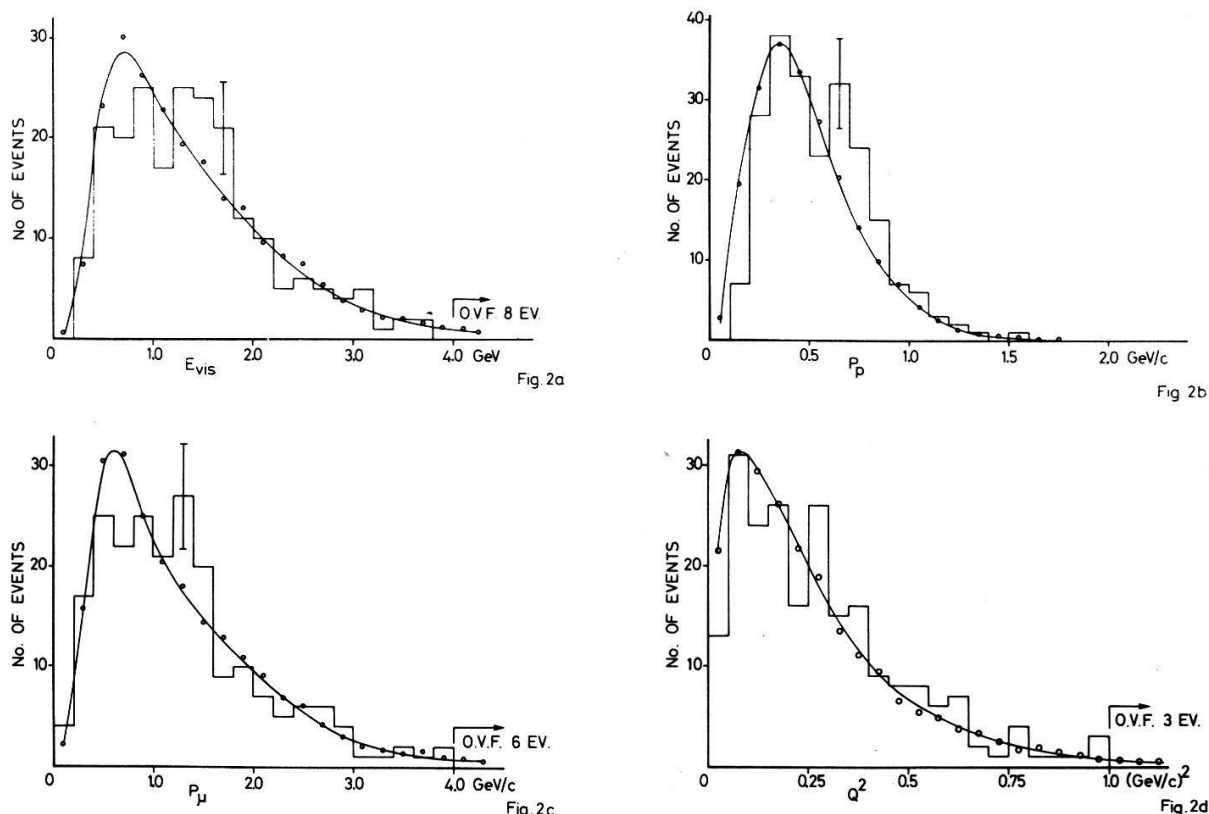 30
20
10
No OF EVENTS
0 1.0 2.0 3.0 4.0 GeV
E vis
O.V.F. 8 EV.
Fig.2a
40
30
20
10
No. OF EVENTS
0 0.5 1.0 1.5 2.0 GeV/c
Pp
Fig 2b
30
20
10
No. OF EVENTS
0 1.0 2.0 3.0 4.0 GeV/c
Pμ
O.V.F. 6 EV.
Fig.2c
30
20
10
No. OF EVENTS
0 0.25 0.5 0.75 1.0 (GeV/c)²
Q²
O.V.F. 3 EV.
Fig.2d